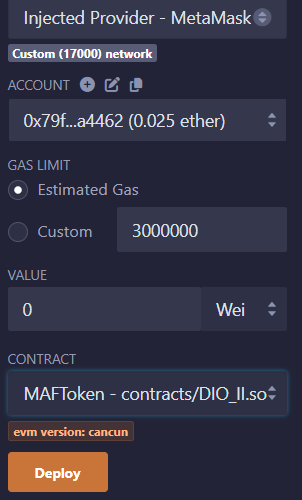 Injected Provider - MetaMask
Custom (17000) network
ACCOUNT
0x79f...a4462 (0.025 ether)
GAS LIMIT
Estimated Gas
Custom 3000000
VALUE
0 Wei
CONTRACT
MAFToken - contracts/DIO_II.so
evm version: cancun
Deploy